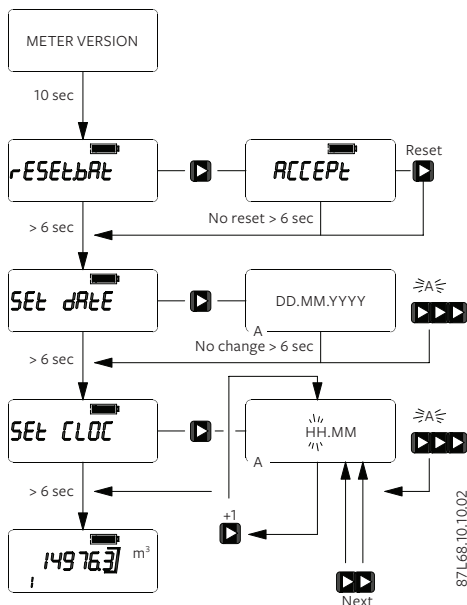 METER VERSION
10 sec
rESEt.bAt
ACCEPt
Reset
No reset > 6 sec
> 6 sec
SEt dAtE
DD.MM.YYYY
A
A
No change > 6 sec
> 6 sec
SEt CLOC
HH.MM
A
A
> 6 sec
+1
14976.3 m³
1
Next
87L68.10.10.02